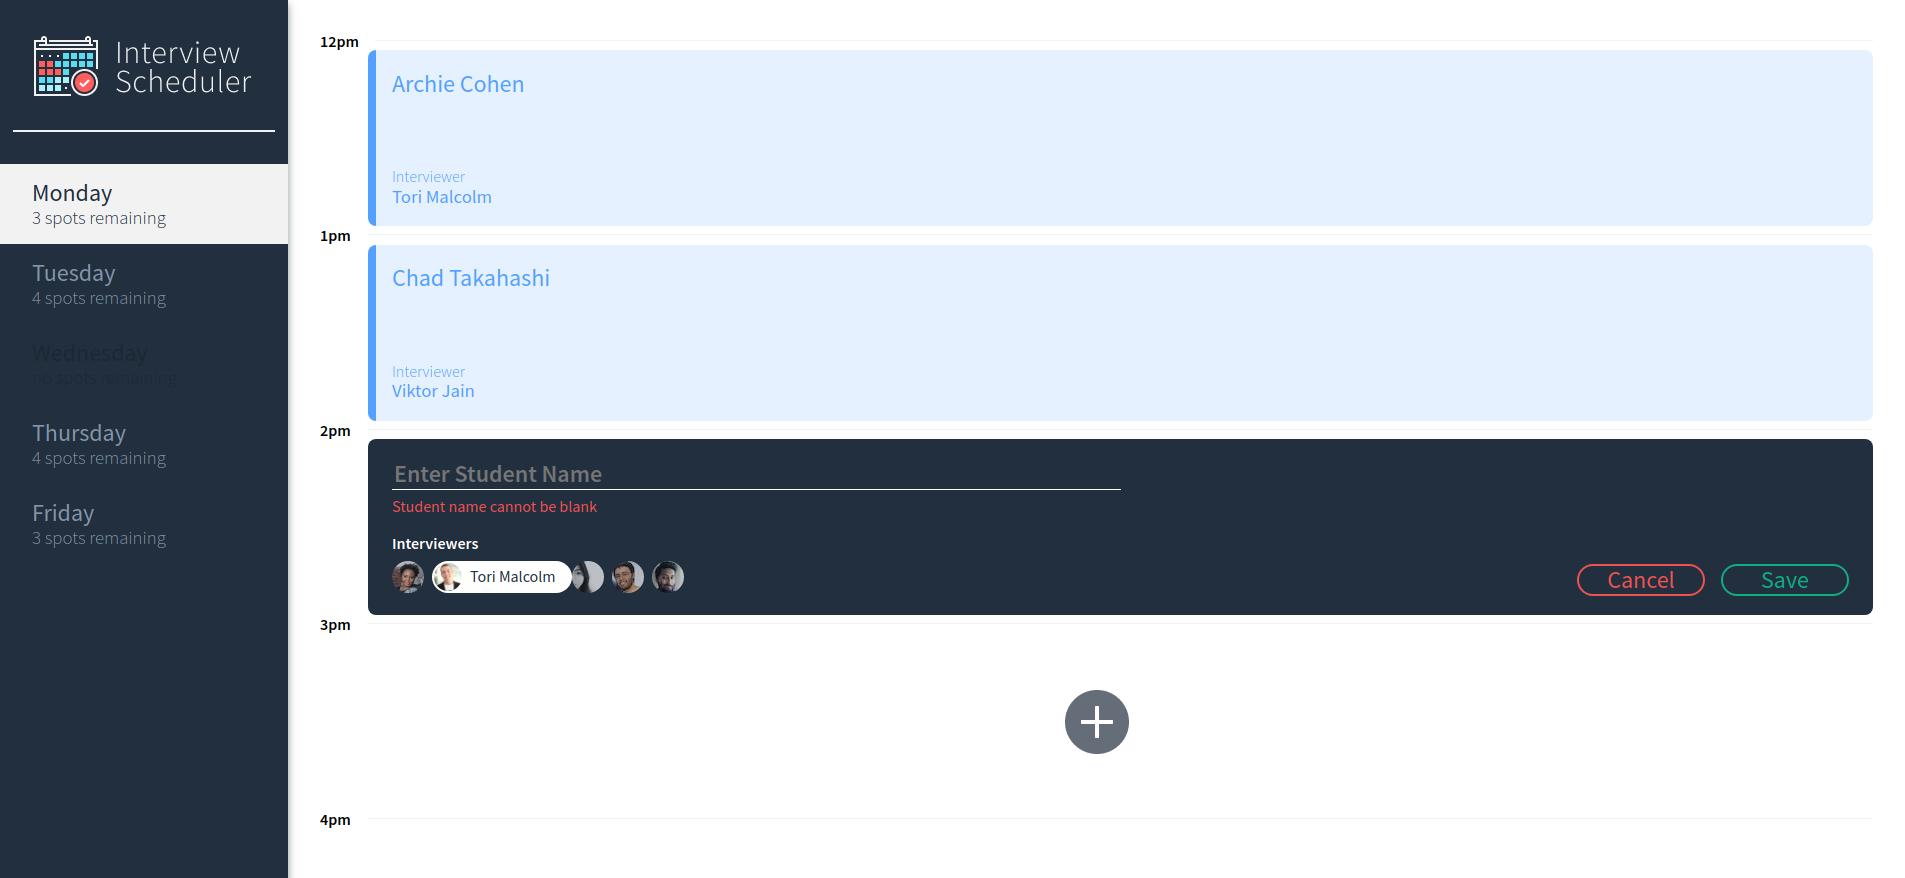 Interview
Scheduler
Monday
3 spots remaining
Tuesday
4 spots remaining
Wednesday
no spots remaining
Thursday
4 spots remaining
Friday
3 spots remaining
12pm
Archie Cohen
Interviewer
Tori Malcolm
1pm
Chad Takahashi
Interviewer
Viktor Jain
2pm
Enter Student Name
Student name cannot be blank
Interviewers
Tori Malcolm
Cancel
Save
3pm
4pm